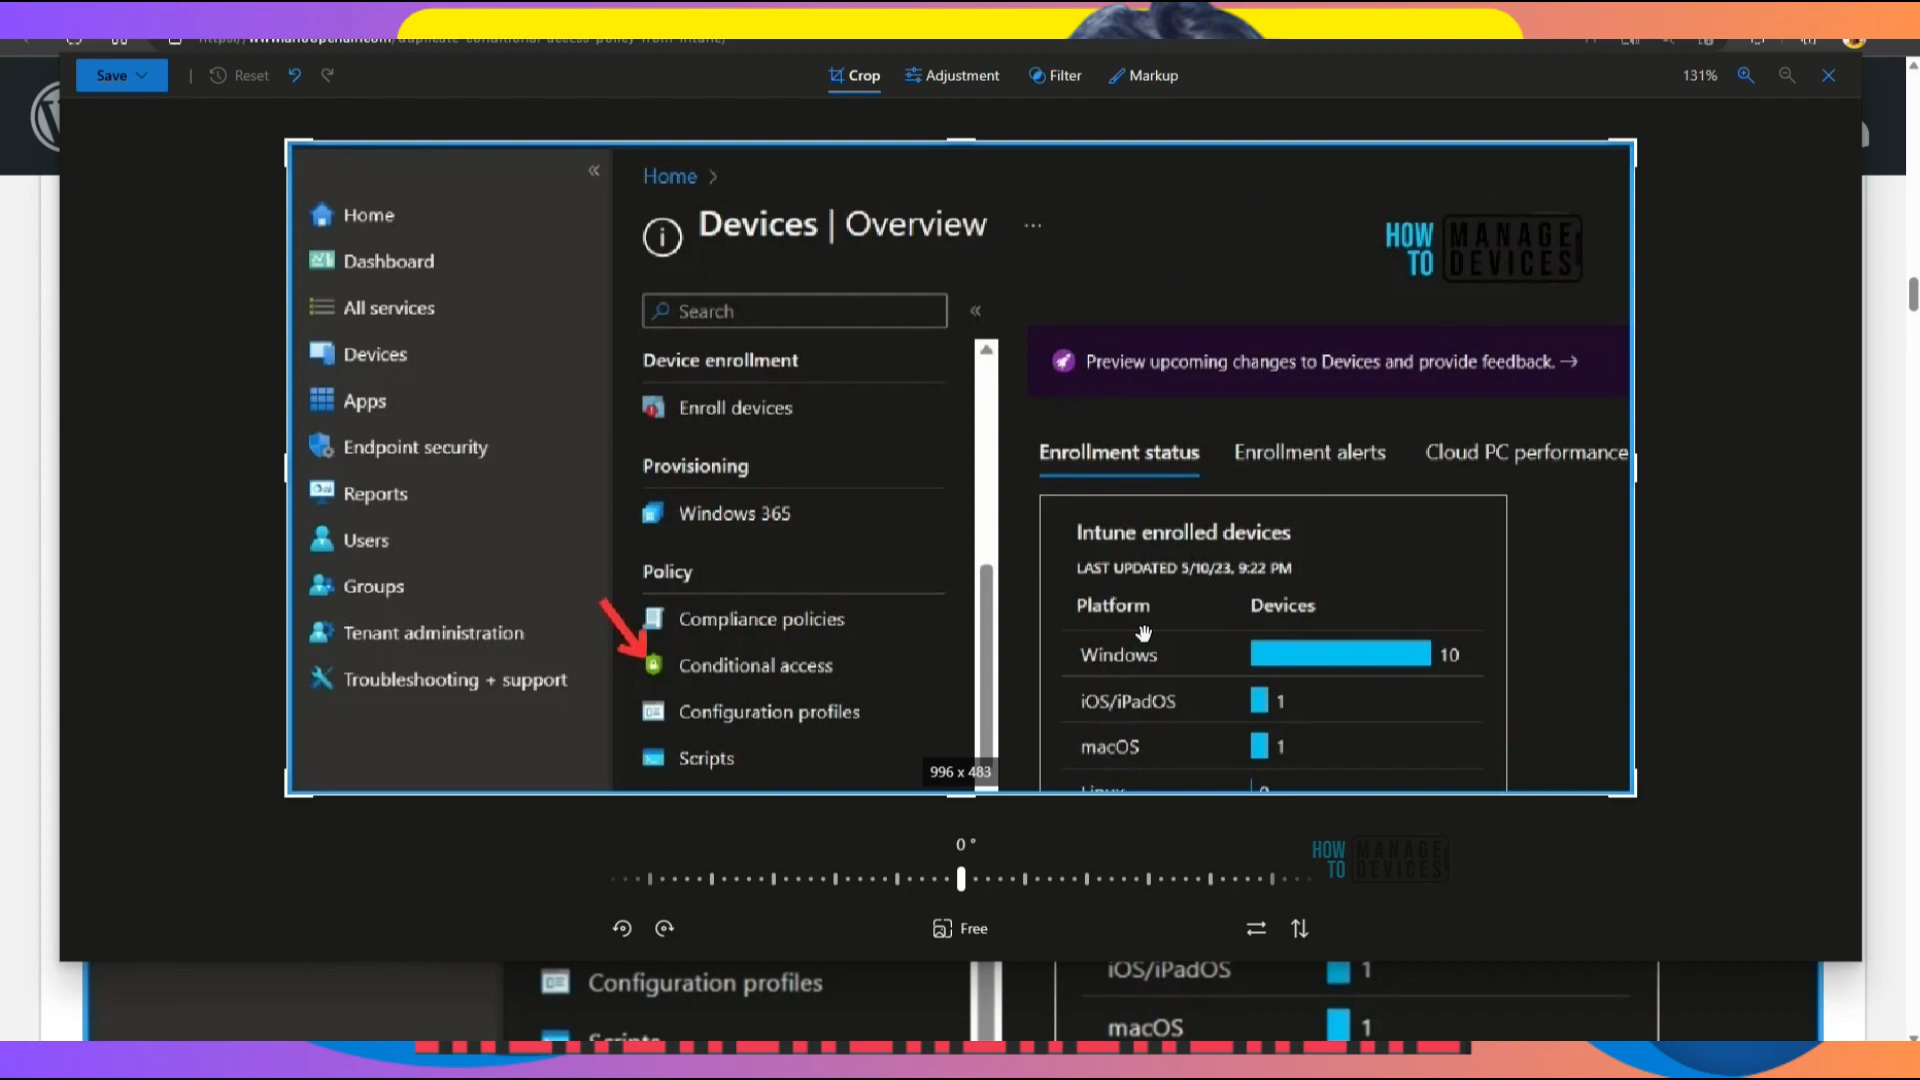 Save
Reset
Crop
Adjustment
Filter
Markup
131%
Home
Dashboard
All services
Devices
Apps
Endpoint security
Reports
Users
Groups
Tenant administration
Troubleshooting + support
Home
Devices | Overview
HOW TO MANAGE DEVICES
Search
Device enrollment
Enroll devices
Provisioning
Windows 365
Policy
Compliance policies
Conditional access
Configuration profiles
Scripts
Preview upcoming changes to Devices and provide feedback. →
Enrollment status
Enrollment alerts
Cloud PC performance
Intune enrolled devices
LAST UPDATED 5/10/23, 9:22 PM
Platform Devices
Windows 10
iOS/iPadOS 1
macOS 1
996 x 483
0°
HOW TO MANAGE DEVICES
Free
Configuration profiles
iOS/iPadOS 1
macOS 1